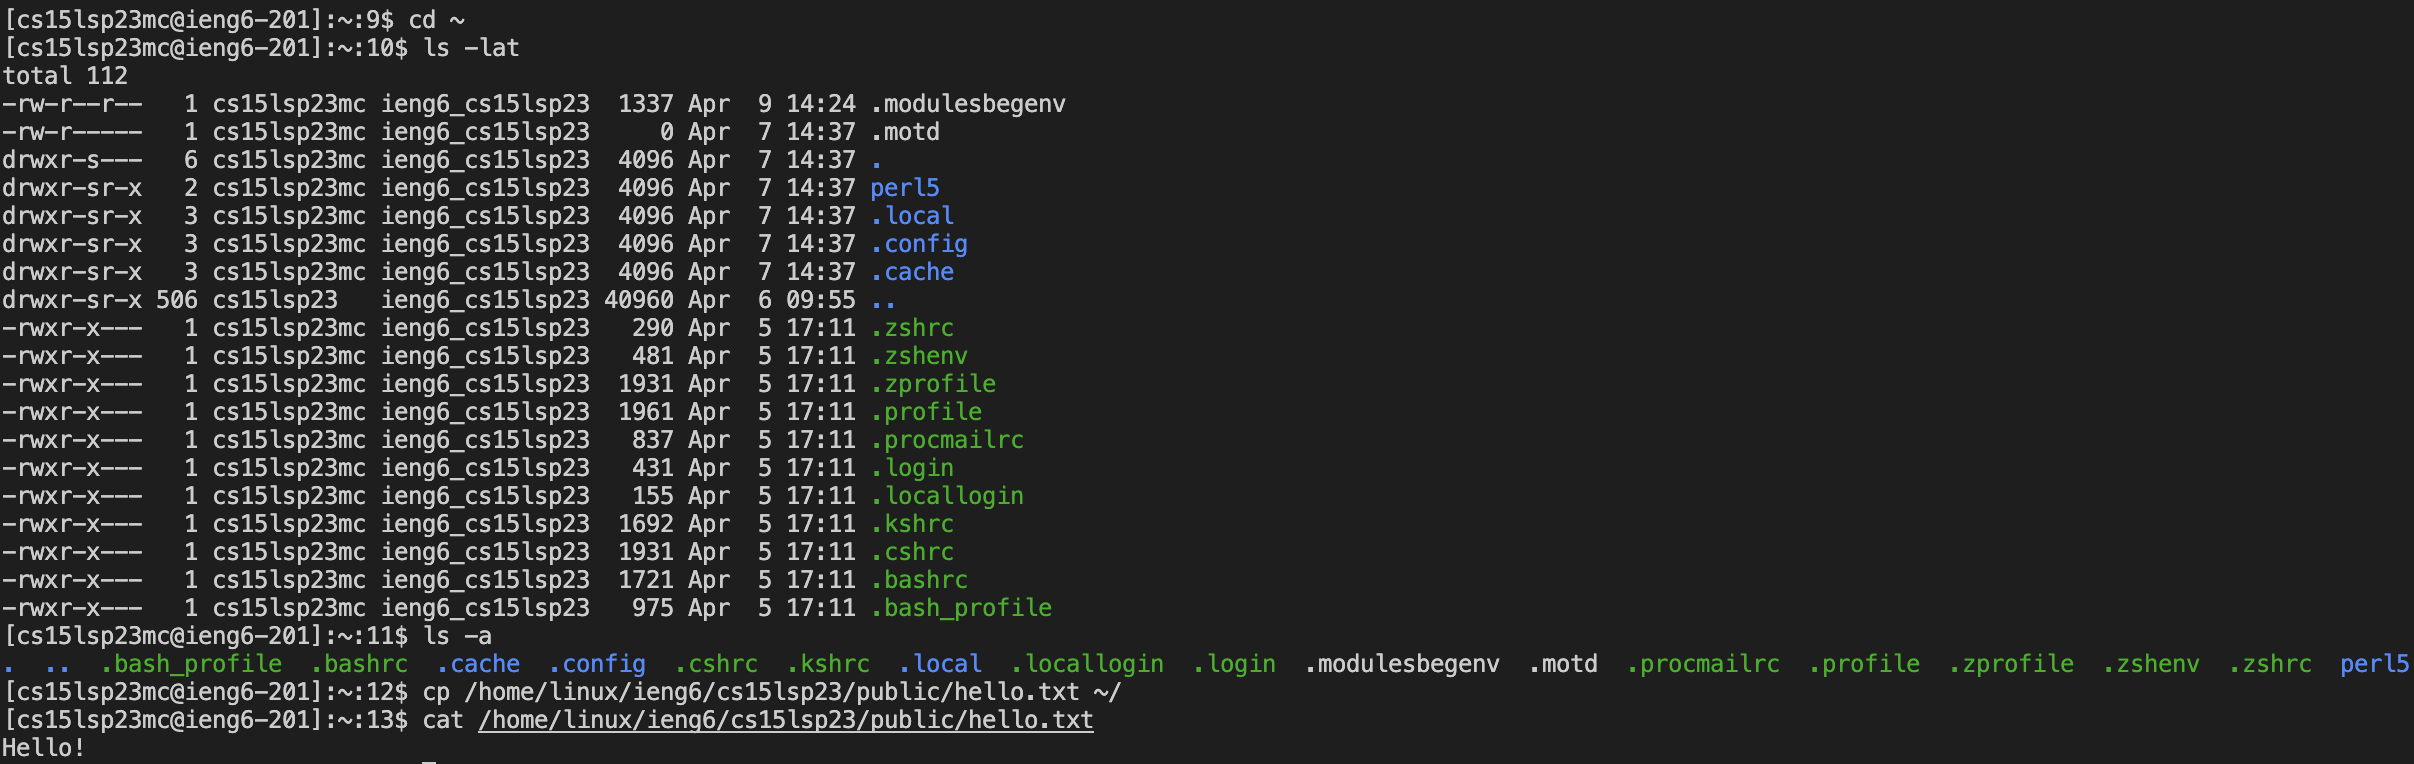 [cs15lsp23mc@ieng6-201]:~:9$ cd ~
[cs15lsp23mc@ieng6-201]:~:10$ ls -lat
total 112
-rw-r--r--   1 cs15lsp23mc ieng6_cs15lsp23  1337 Apr  9 14:24 .modulesbegenv
-rw-r-----   1 cs15lsp23mc ieng6_cs15lsp23     0 Apr  7 14:37 .motd
drwxr-s---   6 cs15lsp23mc ieng6_cs15lsp23  4096 Apr  7 14:37 .
drwxr-sr-x   2 cs15lsp23mc ieng6_cs15lsp23  4096 Apr  7 14:37 perl5
drwxr-sr-x   3 cs15lsp23mc ieng6_cs15lsp23  4096 Apr  7 14:37 .local
drwxr-sr-x   3 cs15lsp23mc ieng6_cs15lsp23  4096 Apr  7 14:37 .config
drwxr-sr-x   3 cs15lsp23mc ieng6_cs15lsp23  4096 Apr  7 14:37 .cache
drwxr-sr-x 506 cs15lsp23   ieng6_cs15lsp23 40960 Apr  6 09:55 ..
-rwxr-x---   1 cs15lsp23mc ieng6_cs15lsp23   290 Apr  5 17:11 .zshrc
-rwxr-x---   1 cs15lsp23mc ieng6_cs15lsp23   481 Apr  5 17:11 .zshenv
-rwxr-x---   1 cs15lsp23mc ieng6_cs15lsp23  1931 Apr  5 17:11 .zprofile
-rwxr-x---   1 cs15lsp23mc ieng6_cs15lsp23  1961 Apr  5 17:11 .profile
-rwxr-x---   1 cs15lsp23mc ieng6_cs15lsp23   837 Apr  5 17:11 .procmailrc
-rwxr-x---   1 cs15lsp23mc ieng6_cs15lsp23   431 Apr  5 17:11 .login
-rwxr-x---   1 cs15lsp23mc ieng6_cs15lsp23   155 Apr  5 17:11 .locallogin
-rwxr-x---   1 cs15lsp23mc ieng6_cs15lsp23  1692 Apr  5 17:11 .kshrc
-rwxr-x---   1 cs15lsp23mc ieng6_cs15lsp23  1931 Apr  5 17:11 .cshrc
-rwxr-x---   1 cs15lsp23mc ieng6_cs15lsp23  1721 Apr  5 17:11 .bashrc
-rwxr-x---   1 cs15lsp23mc ieng6_cs15lsp23   975 Apr  5 17:11 .bash_profile
[cs15lsp23mc@ieng6-201]:~:11$ ls -a
.  ..  .bash_profile  .bashrc  .cache  .config  .cshrc  .kshrc  .local  .locallogin  .login  .modulesbegenv  .motd  .procmailrc  .profile  .zprofile  .zshenv  .zshrc  perl5
[cs15lsp23mc@ieng6-201]:~:12$ cp /home/linux/ieng6/cs15lsp23/public/hello.txt ~/
[cs15lsp23mc@ieng6-201]:~:13$ cat /home/linux/ieng6/cs15lsp23/public/hello.txt
Hello!